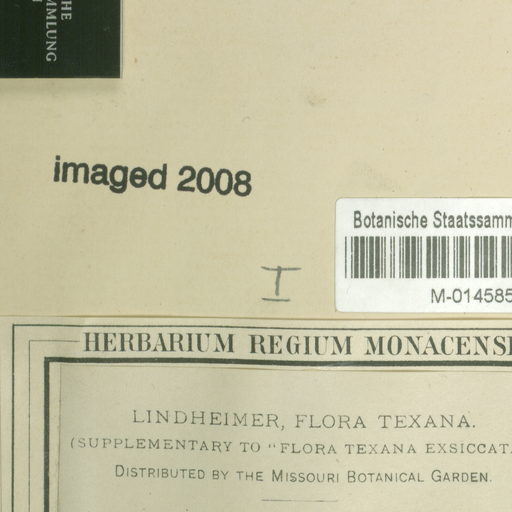 HE
MMLUNG
imaged 2008
Botanische Staatssamm
M-014585
I
HERBARIUM REGIUM MONACENS
LINDHEIMER, FLORA TEXANA.
(SUPPLEMENTARY TO "FLORA TEXANA EXSICCAT
DISTRIBUTED BY THE MISSOURI BOTANICAL GARDEN.